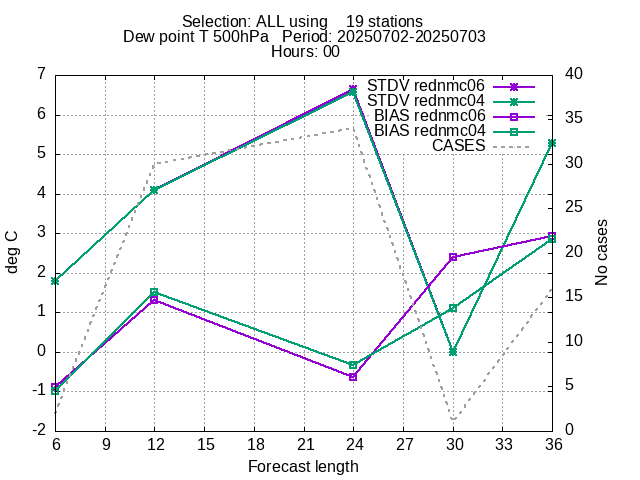 Selection: ALL using    19 stations
Dew point T 500hPa   Period: 20250702-20250703
Hours: 00
STDV rednmc06
STDV rednmc04
BIAS rednmc06
BIAS rednmc04
CASES
7
6
5
4
3
2
1
0
-1
-2
deg C
40
35
30
25
20
15
10
5
0
No cases
6 9 12 15 18 21 24 27 30 33 36
Forecast length